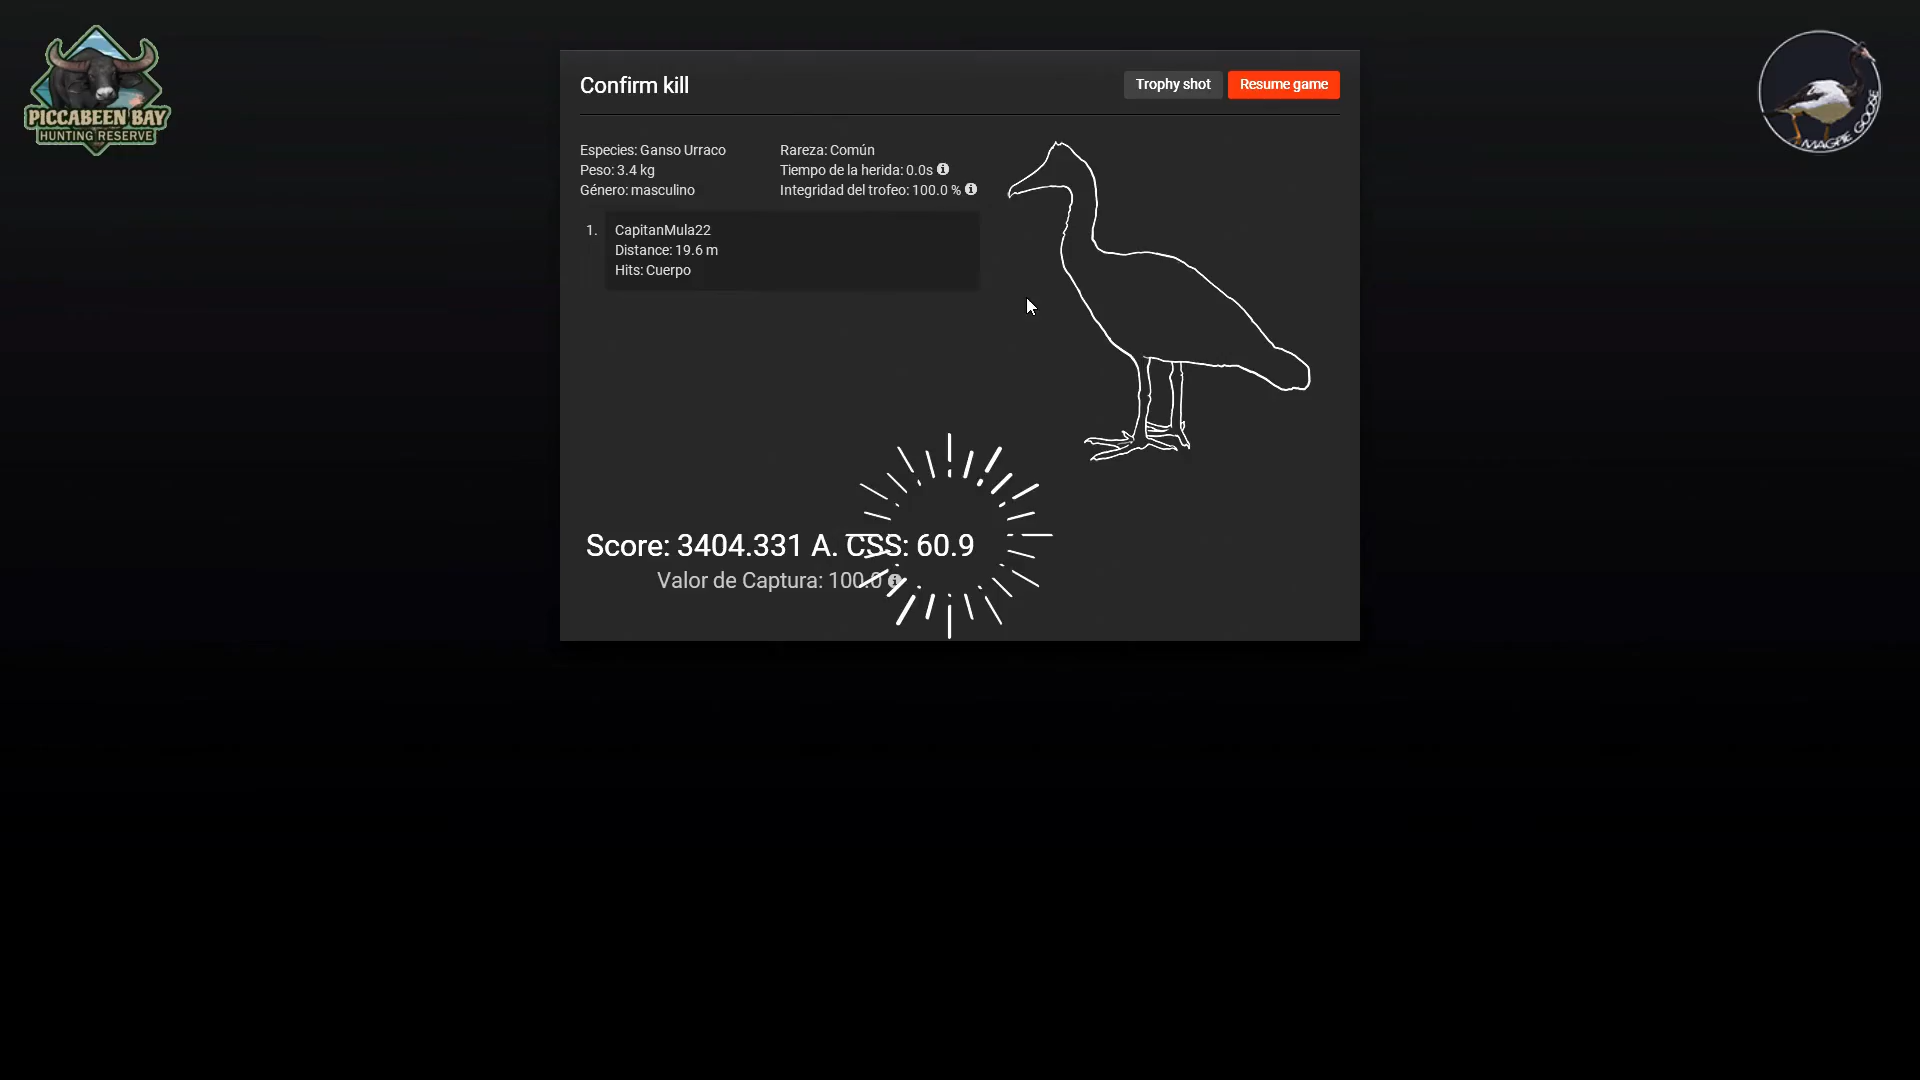 PICCABEEN BAY
HUNTING RESERVE
Confirm kill
Trophy shot
Resume game
MAGPIE GOOSE
Especies: Ganso Urraco
Rareza: Común
Peso: 3.4 kg
Tiempo de la herida: 0.0s
Género: masculino
Integridad del trofeo: 100.0 %
1. CapitanMula22
Distance: 19.6 m
Hits: Cuerpo
Score: 3404.331 A. CSS: 60.9
Valor de Captura: 100.0